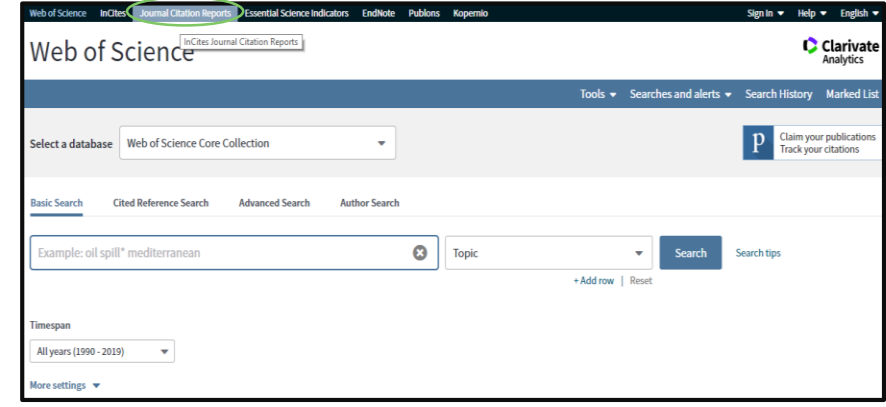 Web of Science InCites Journal Citation Reports Essential Science Indicators EndNote Publons Kopernio Sign In Help English
InCites Journal Citation Reports
Web of Science
Clarivate
Analytics
Tools Searches and alerts Search History Marked List
Select a database Web of Science Core Collection
p Claim your publications
Track your citations
Basic Search Cited Reference Search Advanced Search Author Search
Example: oil spill* mediterranean Topic Search Search tips
+ Add row | Reset
Timespan
All years (1990 - 2019)
More settings